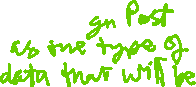 gn Post
as the type of
data that will be